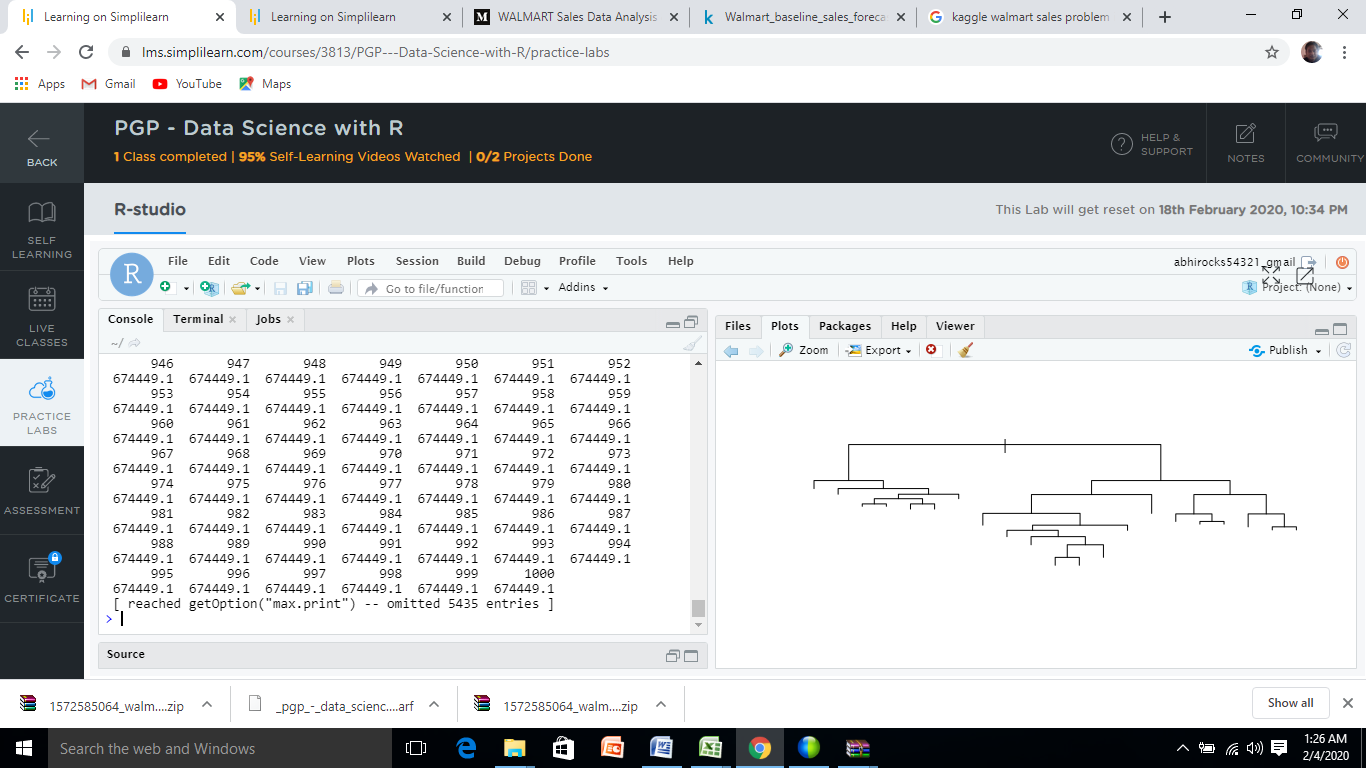 Learning on Simplilearn
Learning on Simplilearn
WALMART Sales Data Analysis
Walmart_baseline_sales_foreca
kaggle walmart sales problem
lms.simplilearn.com/courses/3813/PGP---Data-Science-with-R/practice-labs
Apps Gmail YouTube Maps
BACK
PGP - Data Science with R
1 Class completed | 95% Self-Learning Videos Watched | 0/2 Projects Done
HELP &
SUPPORT
NOTES
COMMUNITY
SELF
LEARNING
LIVE
CLASSES
PRACTICE
LABS
ASSESSMENT
CERTIFICATE
R-studio
This Lab will get reset on 18th February 2020, 10:34 PM
R
File Edit Code View Plots Session Build Debug Profile Tools Help
abhirocks54321_gmail
Go to file/function
Addins
Project: (None)
Console Terminal Jobs
~/
946 947 948 949 950 951 952
674449.1 674449.1 674449.1 674449.1 674449.1 674449.1 674449.1
953 954 955 956 957 958 959
674449.1 674449.1 674449.1 674449.1 674449.1 674449.1 674449.1
960 961 962 963 964 965 966
674449.1 674449.1 674449.1 674449.1 674449.1 674449.1 674449.1
967 968 969 970 971 972 973
674449.1 674449.1 674449.1 674449.1 674449.1 674449.1 674449.1
974 975 976 977 978 979 980
674449.1 674449.1 674449.1 674449.1 674449.1 674449.1 674449.1
981 982 983 984 985 986 987
674449.1 674449.1 674449.1 674449.1 674449.1 674449.1 674449.1
988 989 990 991 992 993 994
674449.1 674449.1 674449.1 674449.1 674449.1 674449.1 674449.1
995 996 997 998 999 1000
674449.1 674449.1 674449.1 674449.1 674449.1 674449.1
[ reached getOption("max.print") -- omitted 5435 entries ]
>
Source
Files Plots Packages Help Viewer
Zoom Export Publish
1572585064_walm....zip
_pgp_-_data_scienc....arf
1572585064_walm....zip
Show all
Search the web and Windows
1:26 AM
2/4/2020